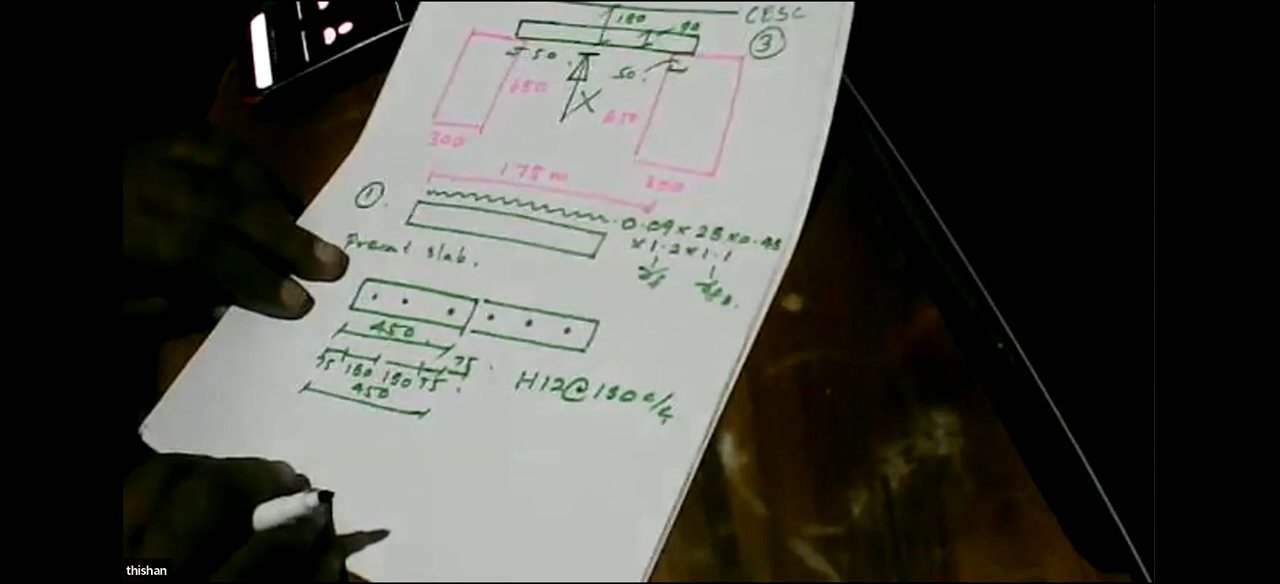 CESC
180 90
3
50
50
X
650
650
300
300
1.75 m
1
0.09 x 25 x 0.45
x 1.2 x 1.1
Precast slab.
450
75 150 150 75 75
450
H12@150 c/c
thishan